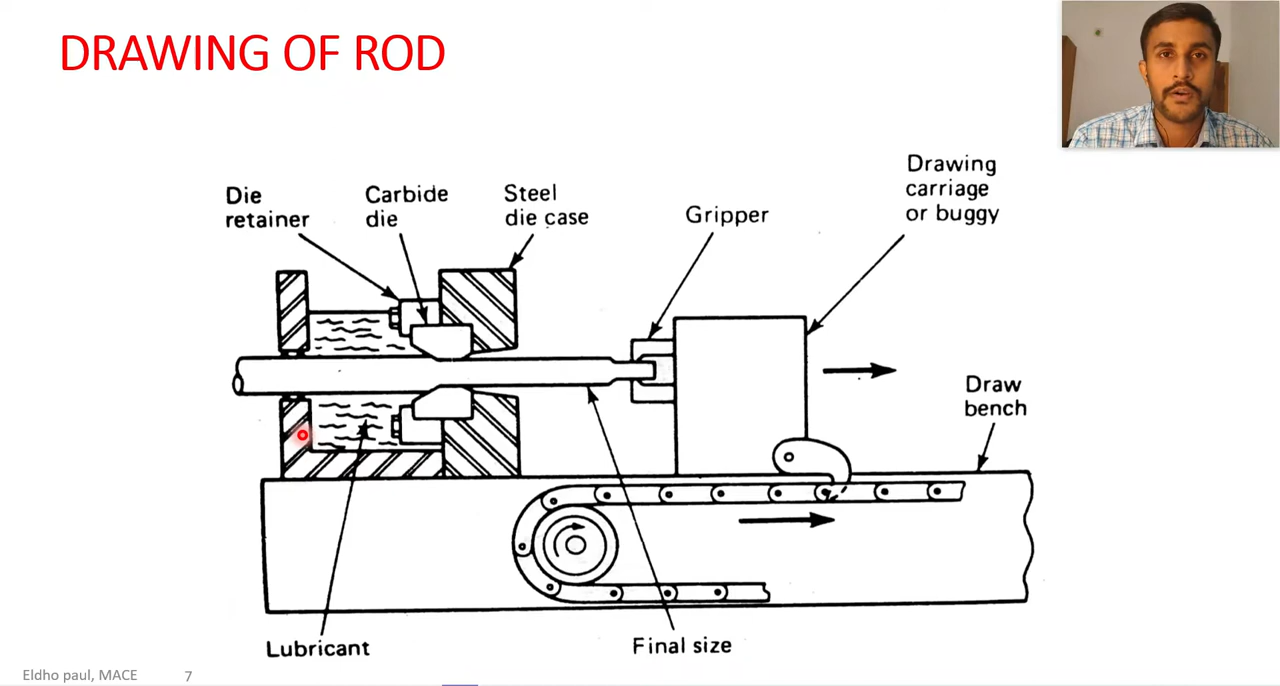 DRAWING OF ROD
Die
retainer
Carbide
die
Steel
die case
Gripper
Drawing
carriage
or buggy
Draw
bench
Lubricant
Final size
Eldho paul, MACE
7